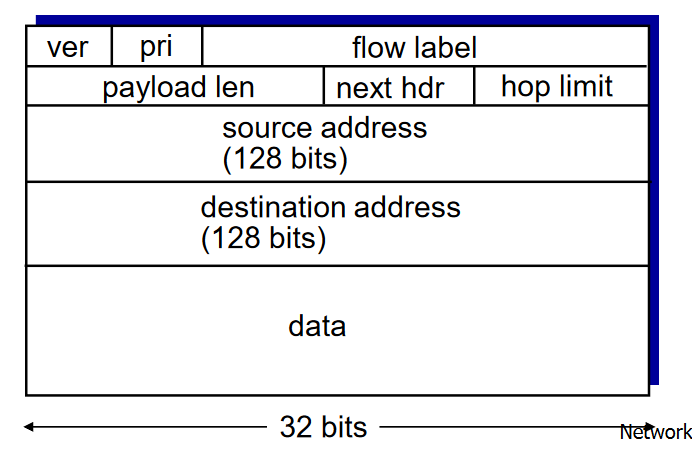 ver pri flow label
payload len next hdr hop limit
source address
(128 bits)
destination address
(128 bits)
data
32 bits
Network